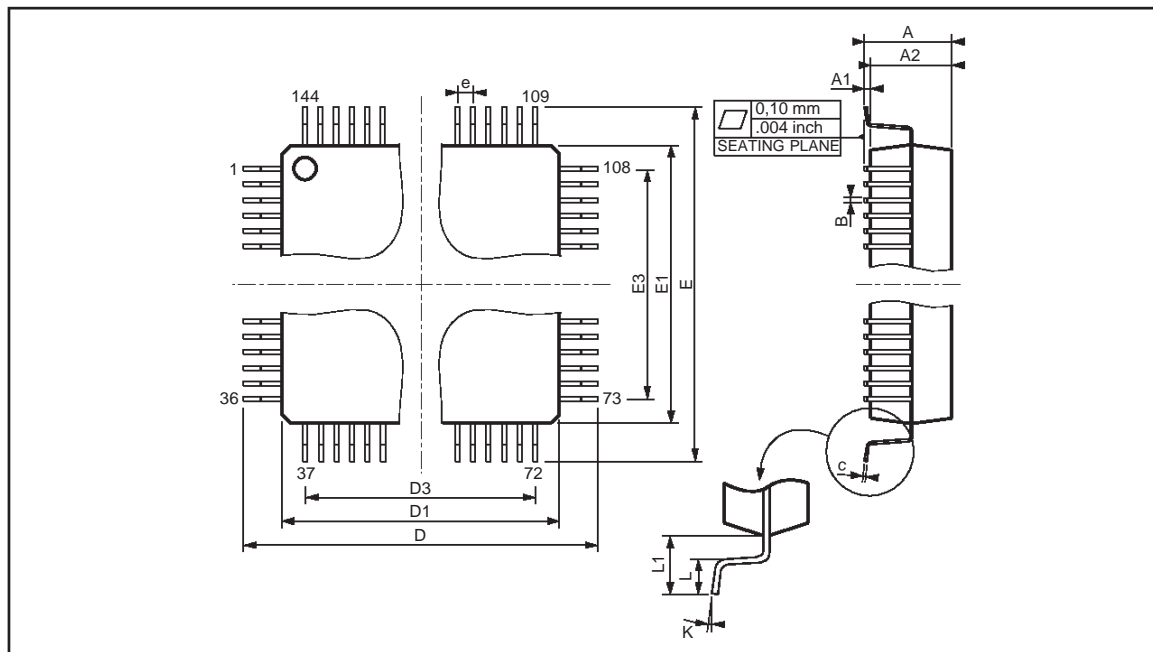 A
A2
A1
e
144
109
0,10 mm
.004 inch
SEATING PLANE
1
108
B
E3
E1
E
36
73
37
72
c
D3
D1
D
L1
L
K